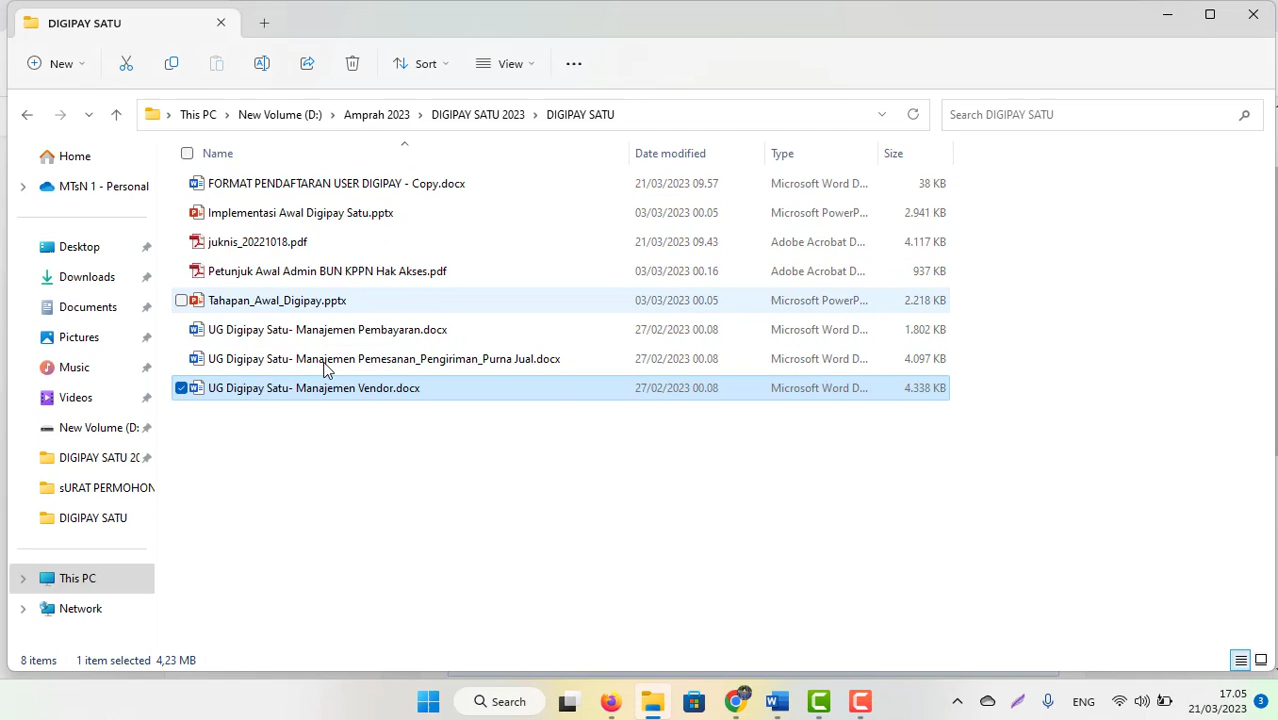 DIGIPAY SATU
New
Sort
View
This PC > New Volume (D:) > Amprah 2023 > DIGIPAY SATU 2023 > DIGIPAY SATU
Search DIGIPAY SATU
Name Date modified Type Size
FORMAT PENDAFTARAN USER DIGIPAY - Copy.docx 21/03/2023 09.57 Microsoft Word D... 38 KB
Implementasi Awal Digipay Satu.pptx 03/03/2023 00.05 Microsoft PowerP... 2.941 KB
juknis_20221018.pdf 21/03/2023 09.43 Adobe Acrobat D... 4.117 KB
Petunjuk Awal Admin BUN KPPN Hak Akses.pdf 03/03/2023 00.16 Adobe Acrobat D... 937 KB
Tahapan_Awal_Digipay.pptx 03/03/2023 00.05 Microsoft PowerP... 2.218 KB
UG Digipay Satu- Manajemen Pembayaran.docx 27/02/2023 00.08 Microsoft Word D... 1.802 KB
UG Digipay Satu- Manajemen Pemesanan_Pengiriman_Purna Jual.docx 27/02/2023 00.08 Microsoft Word D... 4.097 KB
UG Digipay Satu- Manajemen Vendor.docx 27/02/2023 00.08 Microsoft Word D... 4.338 KB
Home
MTsN 1 - Personal
Desktop
Downloads
Documents
Pictures
Music
Videos
New Volume (D:
DIGIPAY SATU 20
sURAT PERMOHON
DIGIPAY SATU
This PC
Network
8 items 1 item selected 4,23 MB
Search
ENG
17.05
21/03/2023
3